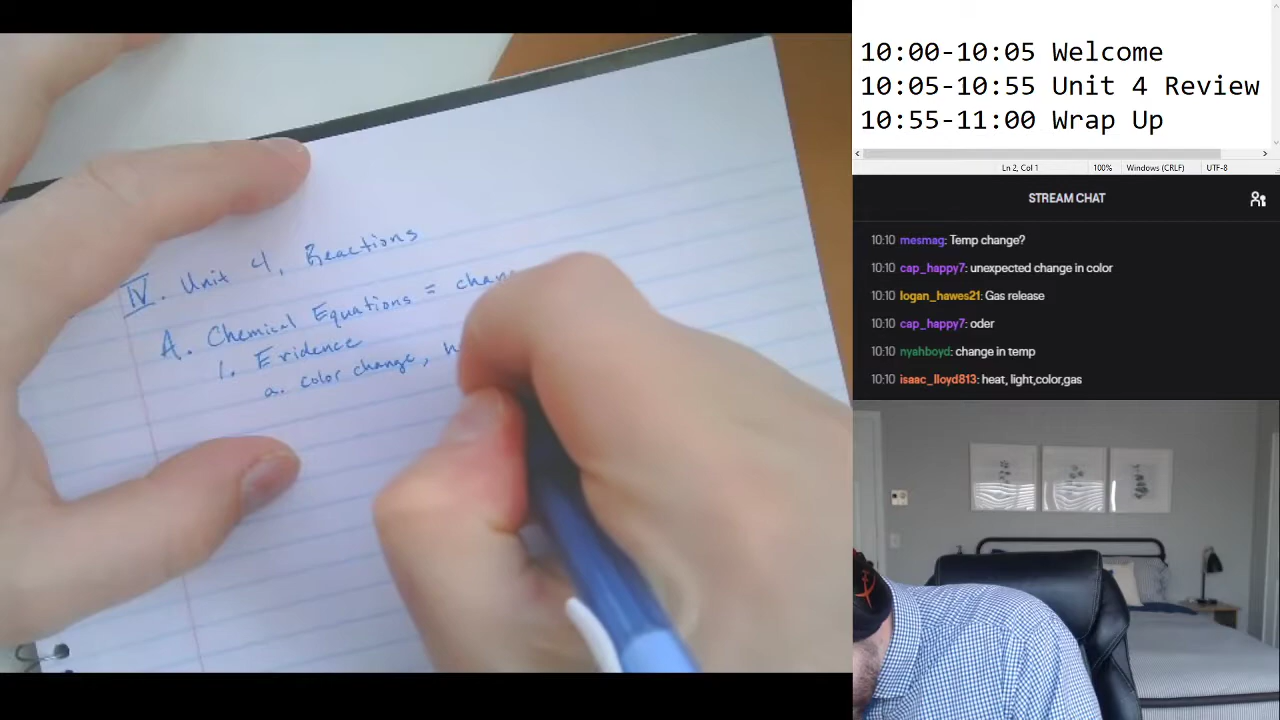 10:00-10:05 Welcome
10:05-10:55 Unit 4 Review
10:55-11:00 Wrap Up
Ln 2, Col 1 100% Windows (CRLF) UTF-8
STREAM CHAT
10:10 mesmag: Temp change?
10:10 cap_happy7: unexpected change in color
10:10 logan_hawes21: Gas release
10:10 cap_happy7: oder
10:10 nyahboyd: change in temp
10:10 isaac_lloyd813: heat, light,color,gas
IV. Unit 4, Reactions
A. Chemical Equations =
1. Evidence
a. color change,